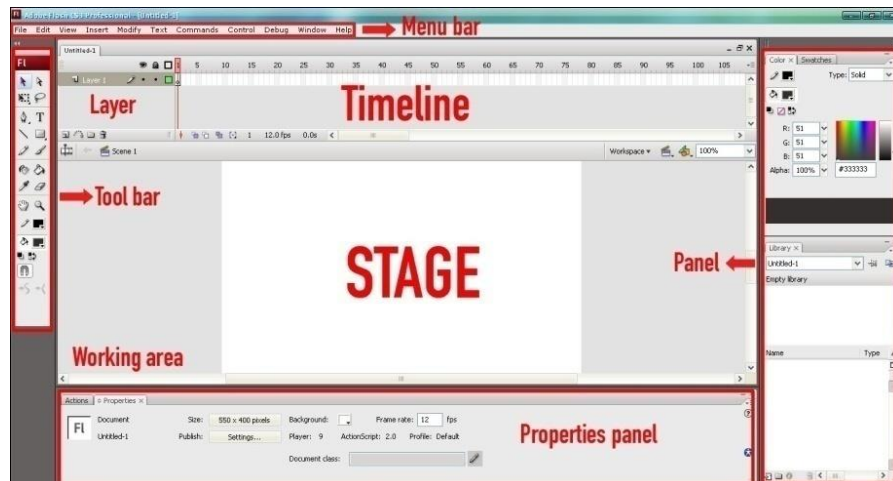 Adobe Flash CS3 Professional - [Untitled-1]
File Edit View Insert Modify Text Commands Control Debug Window Help
Menu bar
Untitled-1
5 10 15 20 25 30 35 40 45 50 55 60 65 70 75 80 85 90 95 100
Layer 1
Layer
Timeline
1 12.0 fps 0.0s
Scene 1
Workspace
100%
Fl
T
Tool bar
STAGE
Working area
Panel
Color Swatches
Type: Solid
R: 51
G: 51
B: 51
Alpha: 100% #333333
Library
Untitled-1
Empty library
Name Type
Actions Properties
Fl
Document Size: 550 x 400 pixels Background: Frame rate: 12 fps
Untitled-1 Publish: Settings... Player: 9 ActionScript: 2.0 Profile: Default
Document class:
Properties panel